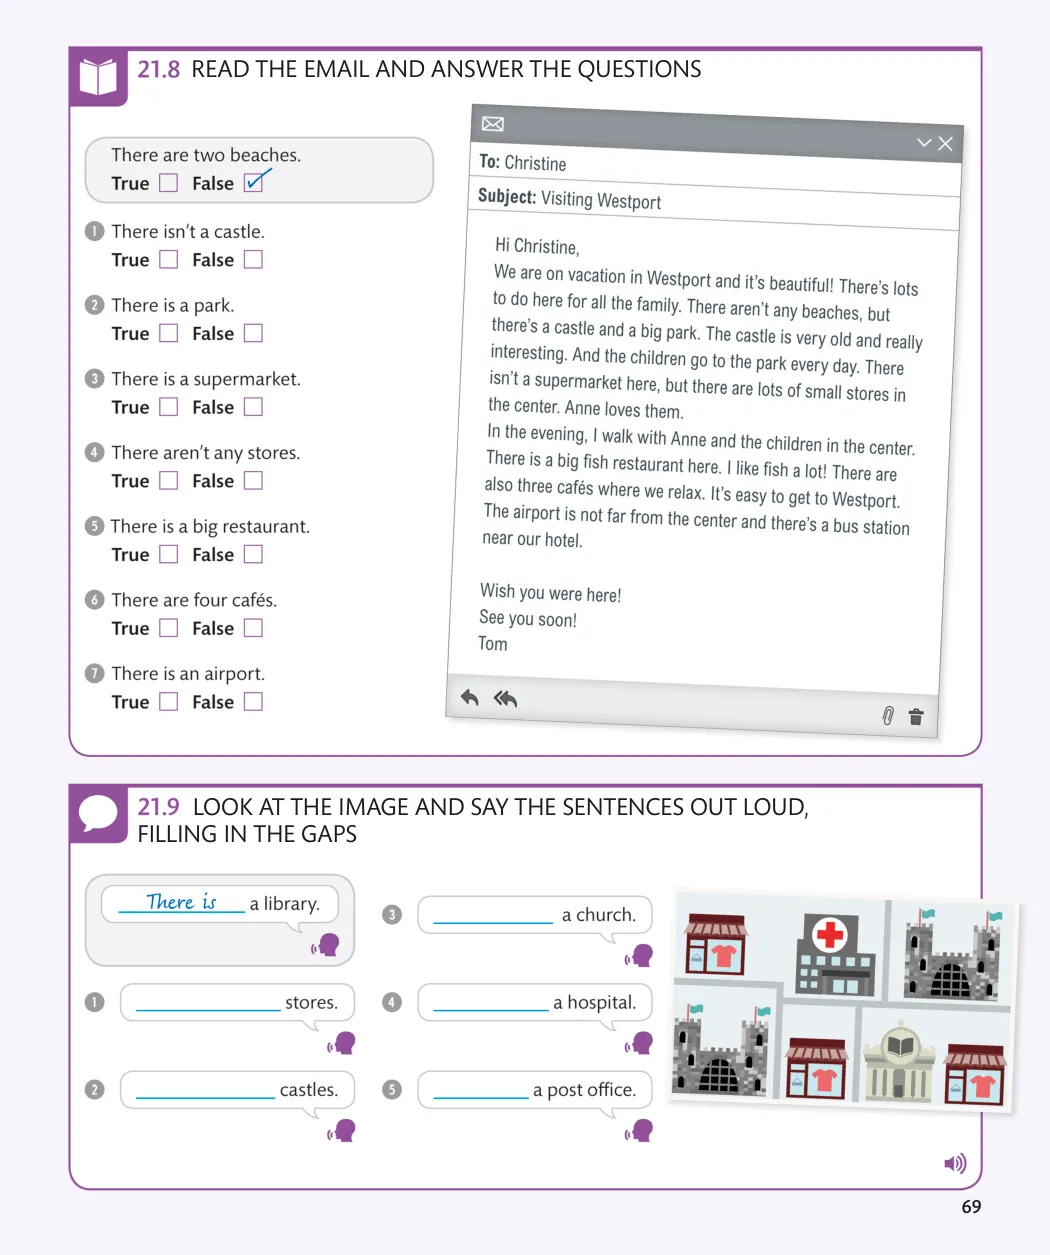 21.8 READ THE EMAIL AND ANSWER THE QUESTIONS
There are two beaches.
True False
1 There isn't a castle.
True False
2 There is a park.
True False
3 There is a supermarket.
True False
4 There aren't any stores.
True False
5 There is a big restaurant.
True False
6 There are four cafés.
True False
7 There is an airport.
True False
To: Christine
Subject: Visiting Westport
Hi Christine,
We are on vacation in Westport and it's beautiful! There's lots
to do here for all the family. There aren't any beaches, but
there's a castle and a big park. The castle is very old and really
interesting. And the children go to the park every day. There
isn't a supermarket here, but there are lots of small stores in
the center. Anne loves them.
In the evening, I walk with Anne and the children in the center.
There is a big fish restaurant here. I like fish a lot! There are
also three cafés where we relax. It's easy to get to Westport.
The airport is not far from the center and there's a bus station
near our hotel.
Wish you were here!
See you soon!
Tom
21.9 LOOK AT THE IMAGE AND SAY THE SENTENCES OUT LOUD,
FILLING IN THE GAPS
There is a library.
1 stores.
2 castles.
3 a church.
4 a hospital.
5 a post office.
69